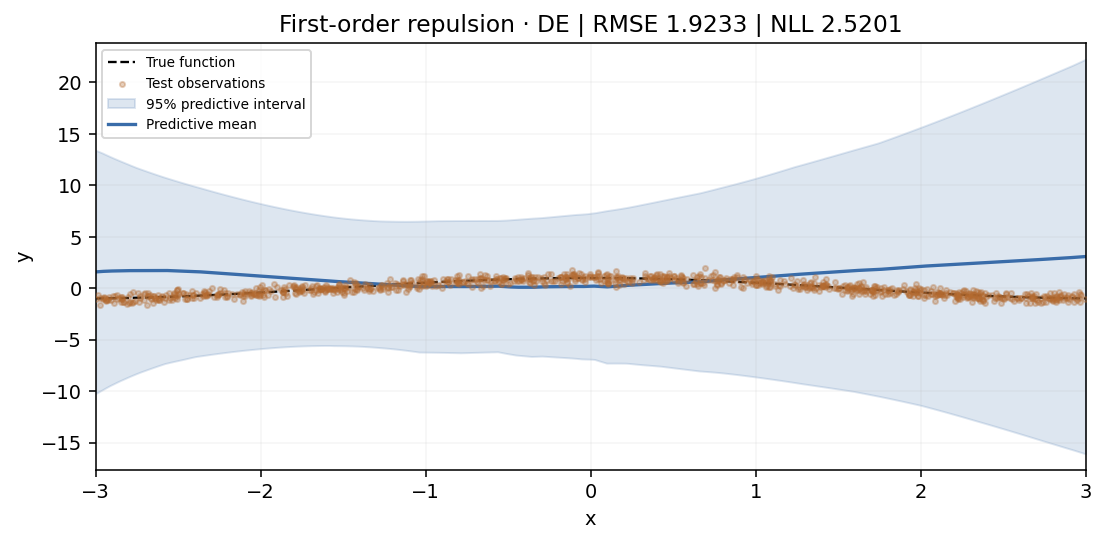 First-order repulsion · DE | RMSE 1.9233 | NLL 2.5201
True function
Test observations
95% predictive interval
Predictive mean
20
15
10
5
0
−5
−10
−15
y
−3
−2
−1
0
1
2
3
x